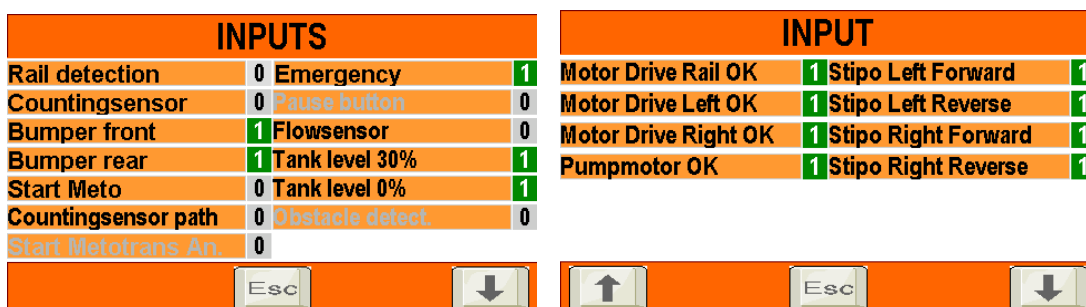 INPUTS
Rail detection 0 Emergency 1
Countingsensor 0 Pause button 0
Bumper front 1 Flowsensor 0
Bumper rear 1 Tank level 30% 1
Start Meto 0 Tank level 0% 1
Countingsensor path 0 Obstacle detect. 0
Start Metotrans An. 0
Esc
INPUT
Motor Drive Rail OK 1 Stipo Left Forward 1
Motor Drive Left OK 1 Stipo Left Reverse 1
Motor Drive Right OK 1 Stipo Right Forward 1
Pumpmotor OK 1 Stipo Right Reverse 1
Esc